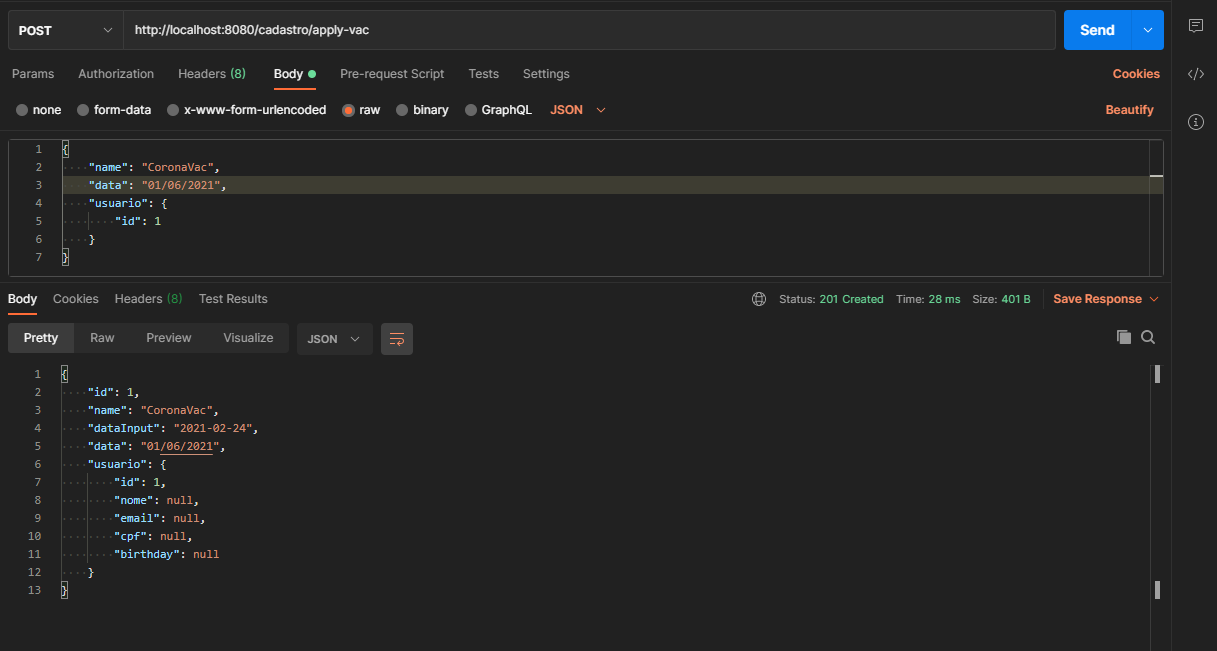 POST http://localhost:8080/cadastro/apply-vac Send
Params Authorization Headers (8) Body Pre-request Script Tests Settings Cookies
none form-data x-www-form-urlencoded raw binary GraphQL JSON Beautify
1 {
2 "name": "CoronaVac",
3 "data": "01/06/2021",
4 "usuario": {
5 "id": 1
6 }
7 }
Body Cookies Headers (8) Test Results Status: 201 Created Time: 28 ms Size: 401 B Save Response
Pretty Raw Preview Visualize JSON
1 {
2 "id": 1,
3 "name": "CoronaVac",
4 "dataInput": "2021-02-24",
5 "data": "01/06/2021",
6 "usuario": {
7 "id": 1,
8 "nome": null,
9 "email": null,
10 "cpf": null,
11 "birthday": null
12 }
13 }